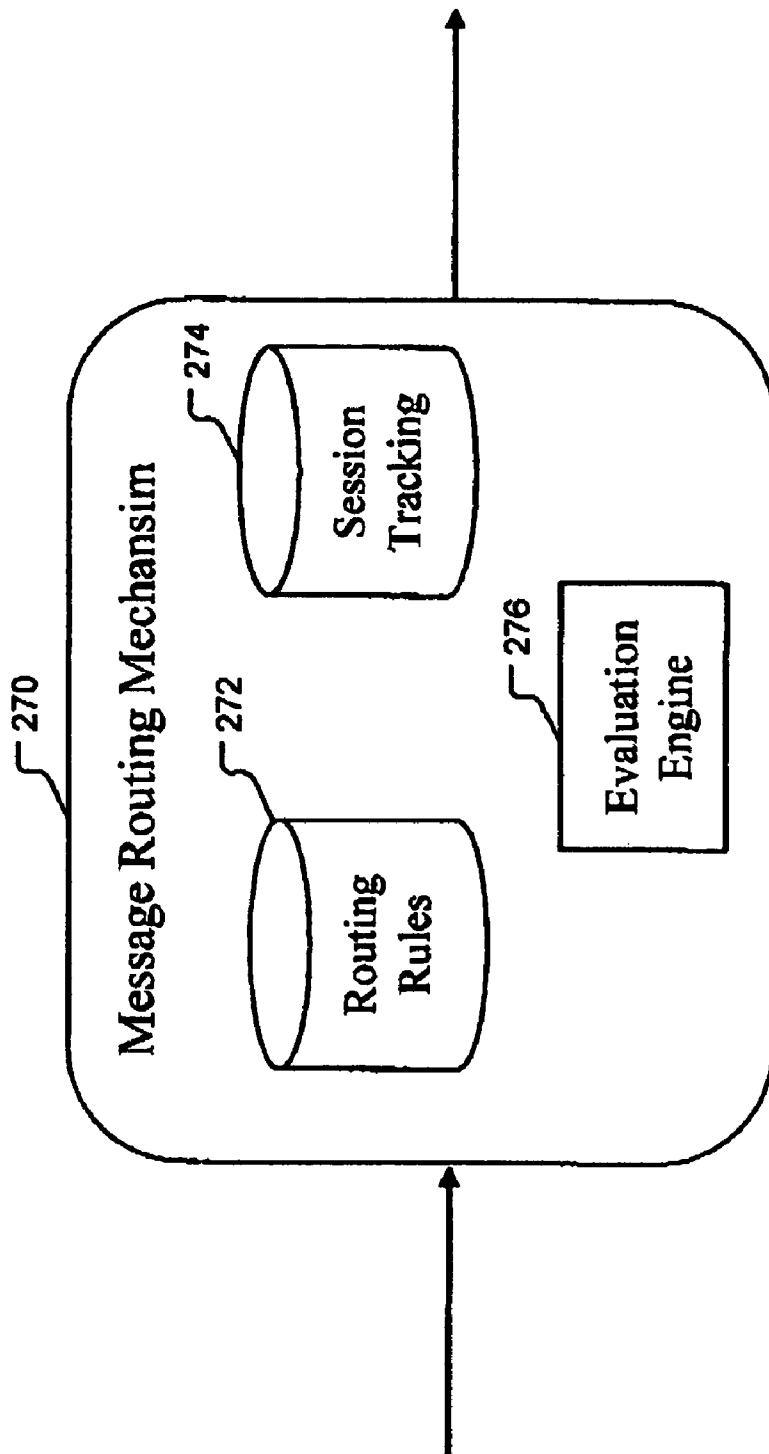 270
Message Routing Mechansim
272
Routing
Rules
274
Session
Tracking
276
Evaluation
Engine